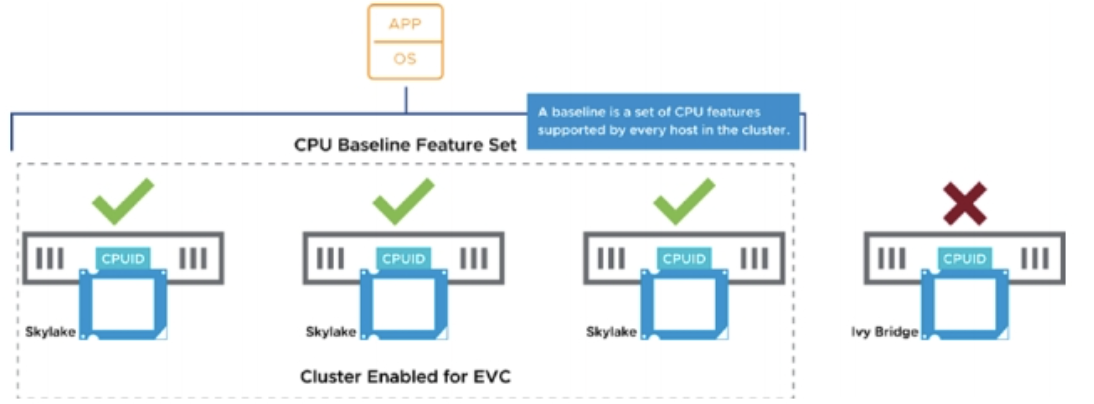 APP
OS
A baseline is a set of CPU features
supported by every host in the cluster.
CPU Baseline Feature Set
CPUID
CPUID
CPUID
CPUID
Skylake
Skylake
Skylake
Ivy Bridge
Cluster Enabled for EVC